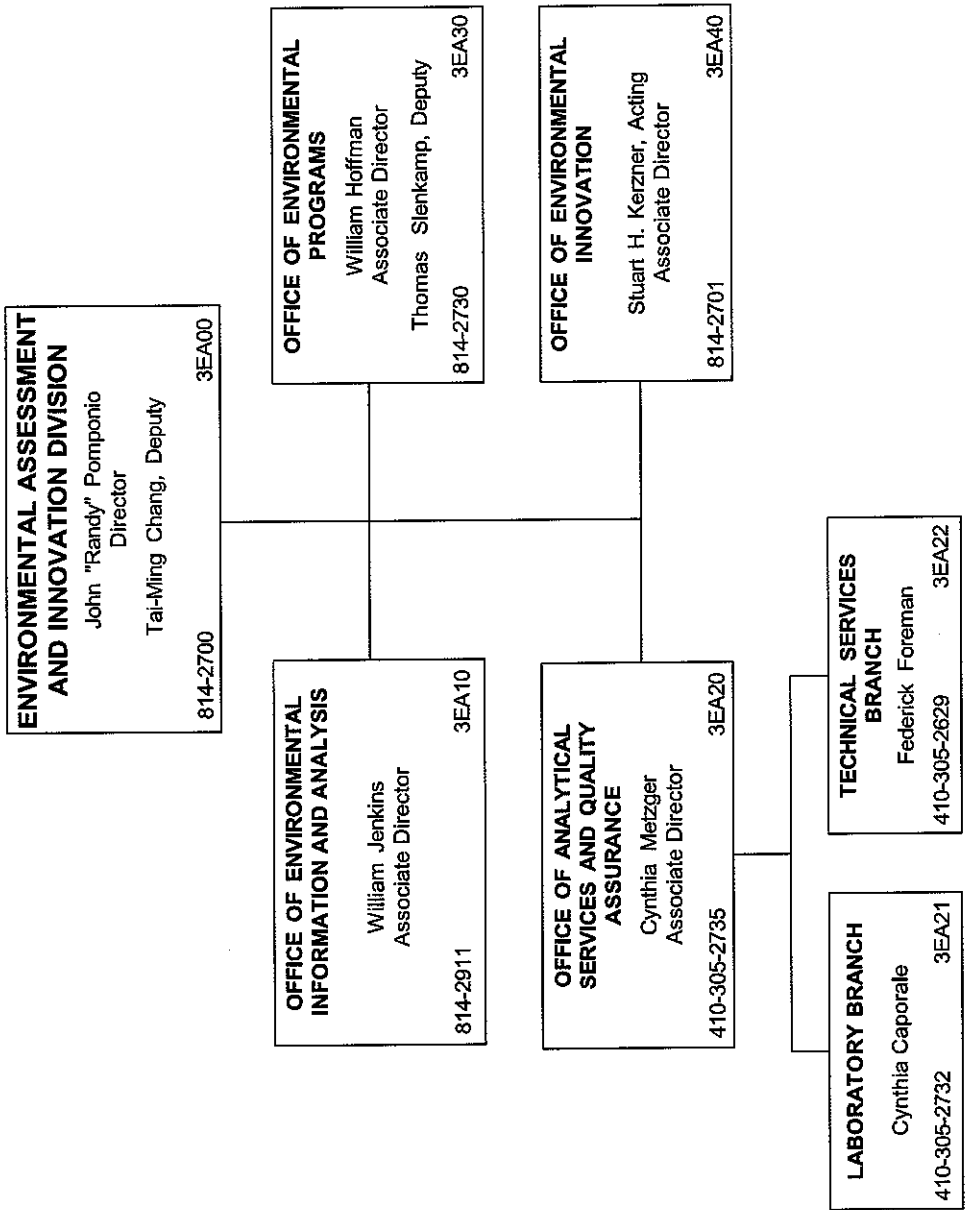 ENVIRONMENTAL ASSESSMENT
AND INNOVATION DIVISION
John "Randy" Pomponio
Director
Tai-Ming Chang, Deputy
814-2700 3EA00
OFFICE OF ENVIRONMENTAL
INFORMATION AND ANALYSIS
William Jenkins
Associate Director
814-2911 3EA10
OFFICE OF ENVIRONMENTAL
PROGRAMS
William Hoffman
Associate Director
Thomas Slenkamp, Deputy
814-2730 3EA30
OFFICE OF ANALYTICAL
SERVICES AND QUALITY
ASSURANCE
Cynthia Metzger
Associate Director
410-305-2735 3EA20
OFFICE OF ENVIRONMENTAL
INNOVATION
Stuart H. Kerzner, Acting
Associate Director
814-2701 3EA40
LABORATORY BRANCH
Cynthia Caporale
410-305-2732 3EA21
TECHNICAL SERVICES
BRANCH
Federick Foreman
410-305-2629 3EA22